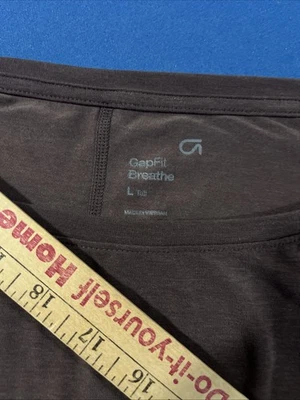 GapFit
Breathe
L
Do-it-yourself Home
18
17
16